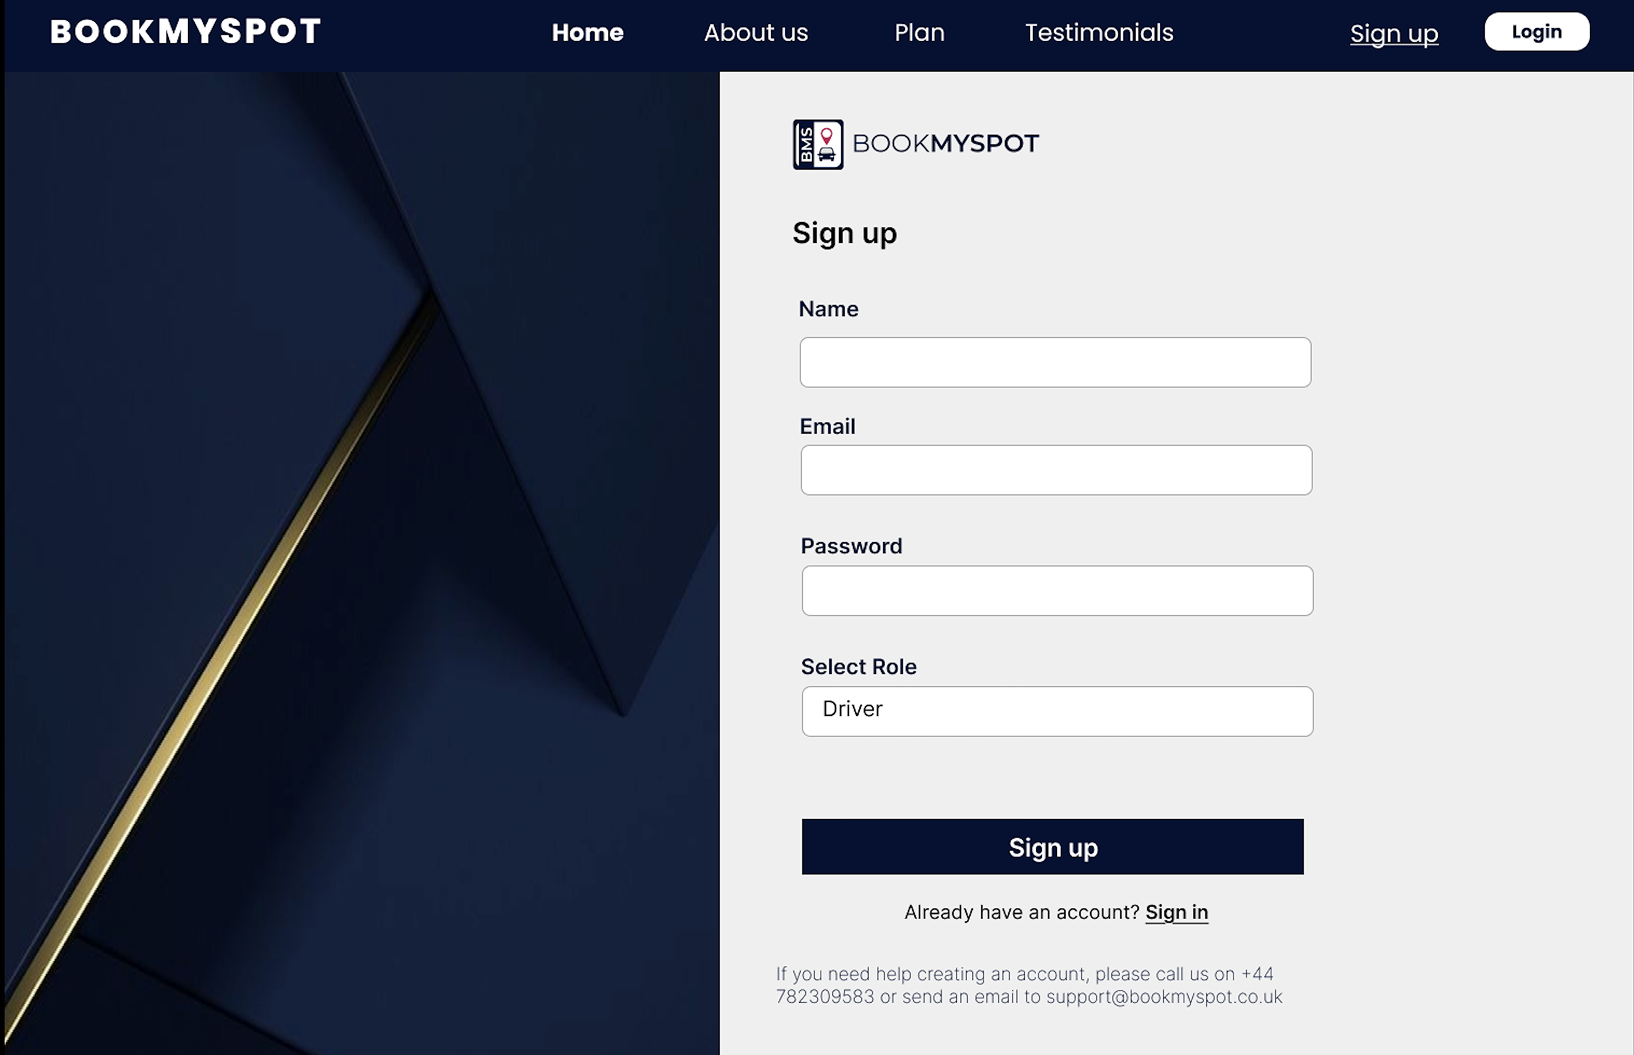 BOOKMYSPOT
Home
About us
Plan
Testimonials
Sign up
Login
BMS
BOOKMYSPOT
Sign up
Name
Email
Password
Select Role
Driver
Sign up
Already have an account? Sign in
If you need help creating an account, please call us on +44
782309583 or send an email to support@bookmyspot.co.uk